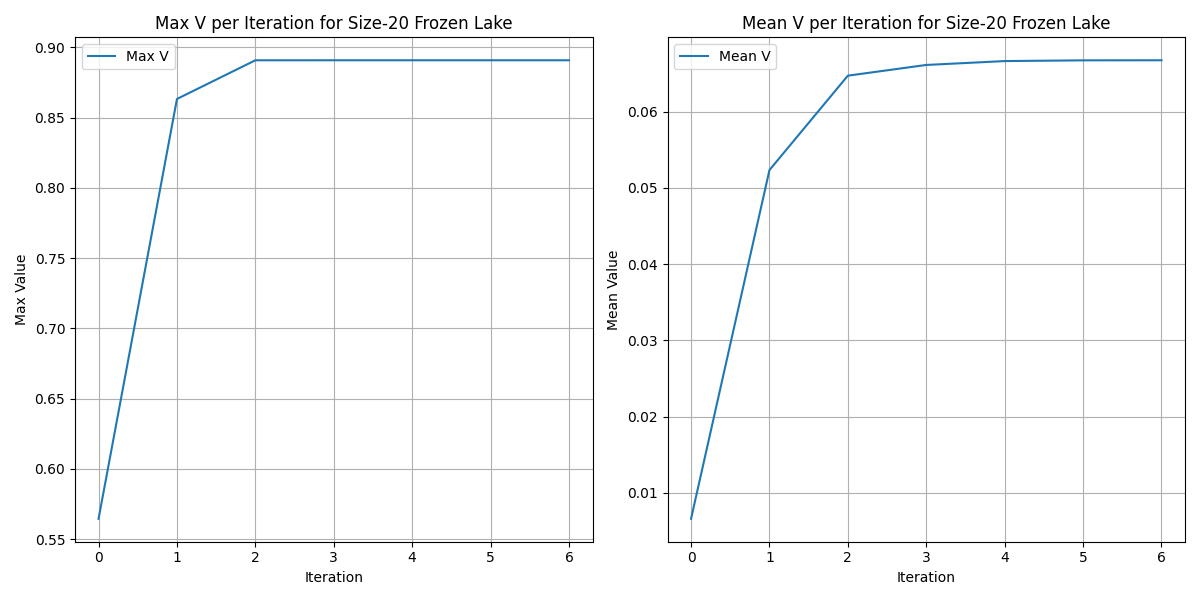 Max V per Iteration for Size-20 Frozen Lake
Max V
0.90
0.85
0.80
0.75
0.70
0.65
0.60
0.55
Max Value
0 1 2 3 4 5 6
Iteration
Mean V per Iteration for Size-20 Frozen Lake
Mean V
0.06
0.05
0.04
0.03
0.02
0.01
Mean Value
0 1 2 3 4 5 6
Iteration